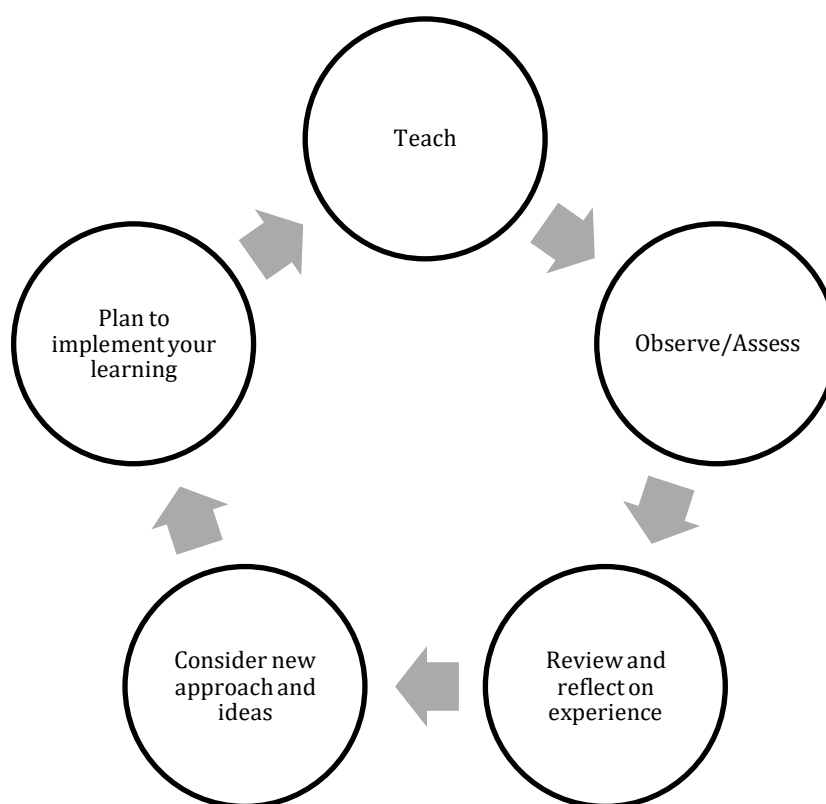 Teach
Observe/Assess
Review and
reflect on
experience
Consider new
approach and
ideas
Plan to
implement your
learning